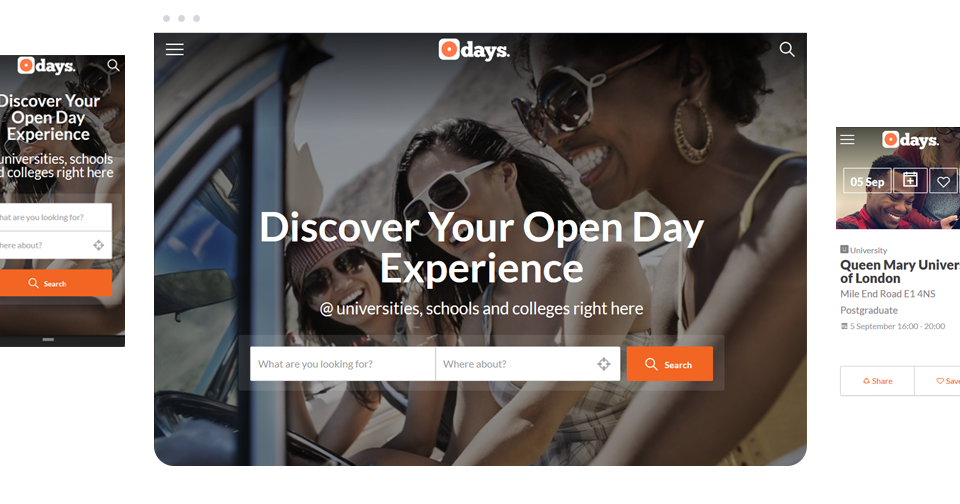 days.
Discover Your
Open Day
Experience
universities, schools
d colleges right here
hat are you looking for?
here about?
Search
days.
Discover Your Open Day
Experience
@ universities, schools and colleges right here
What are you looking for?
Where about?
Search
days.
05 Sep
University
Queen Mary Univers
of London
Mile End Road E1 4NS
Postgraduate
5 September 16:00 - 20:00
Share
Save